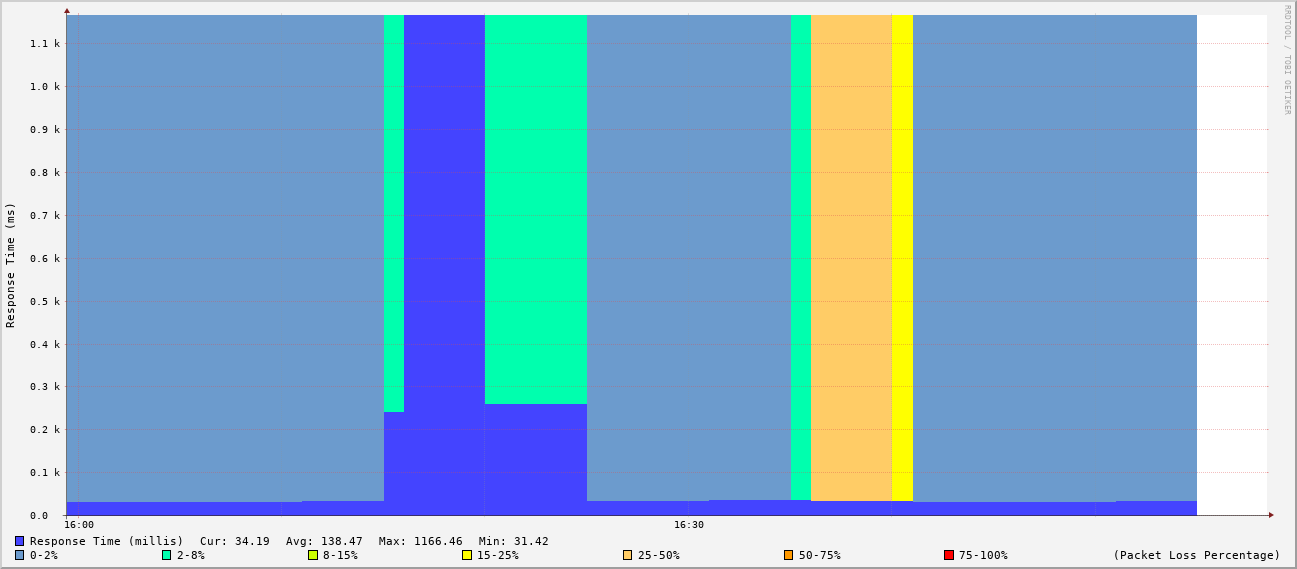 RRDTOOL / TOBI OETIKER
Response Time (ms)
1.1 k
1.0 k
0.9 k
0.8 k
0.7 k
0.6 k
0.5 k
0.4 k
0.3 k
0.2 k
0.1 k
0.0
16:00 16:30
Response Time (millis) Cur: 34.19 Avg: 138.47 Max: 1166.46 Min: 31.42
0-2% 2-8% 8-15% 15-25% 25-50% 50-75% 75-100% (Packet Loss Percentage)